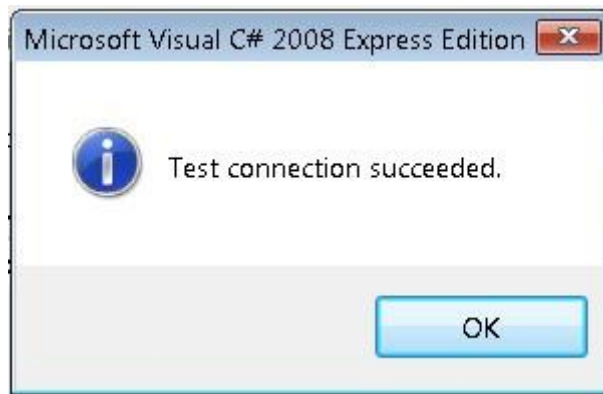 Microsoft Visual C# 2008 Express Edition
Test connection succeeded.
OK